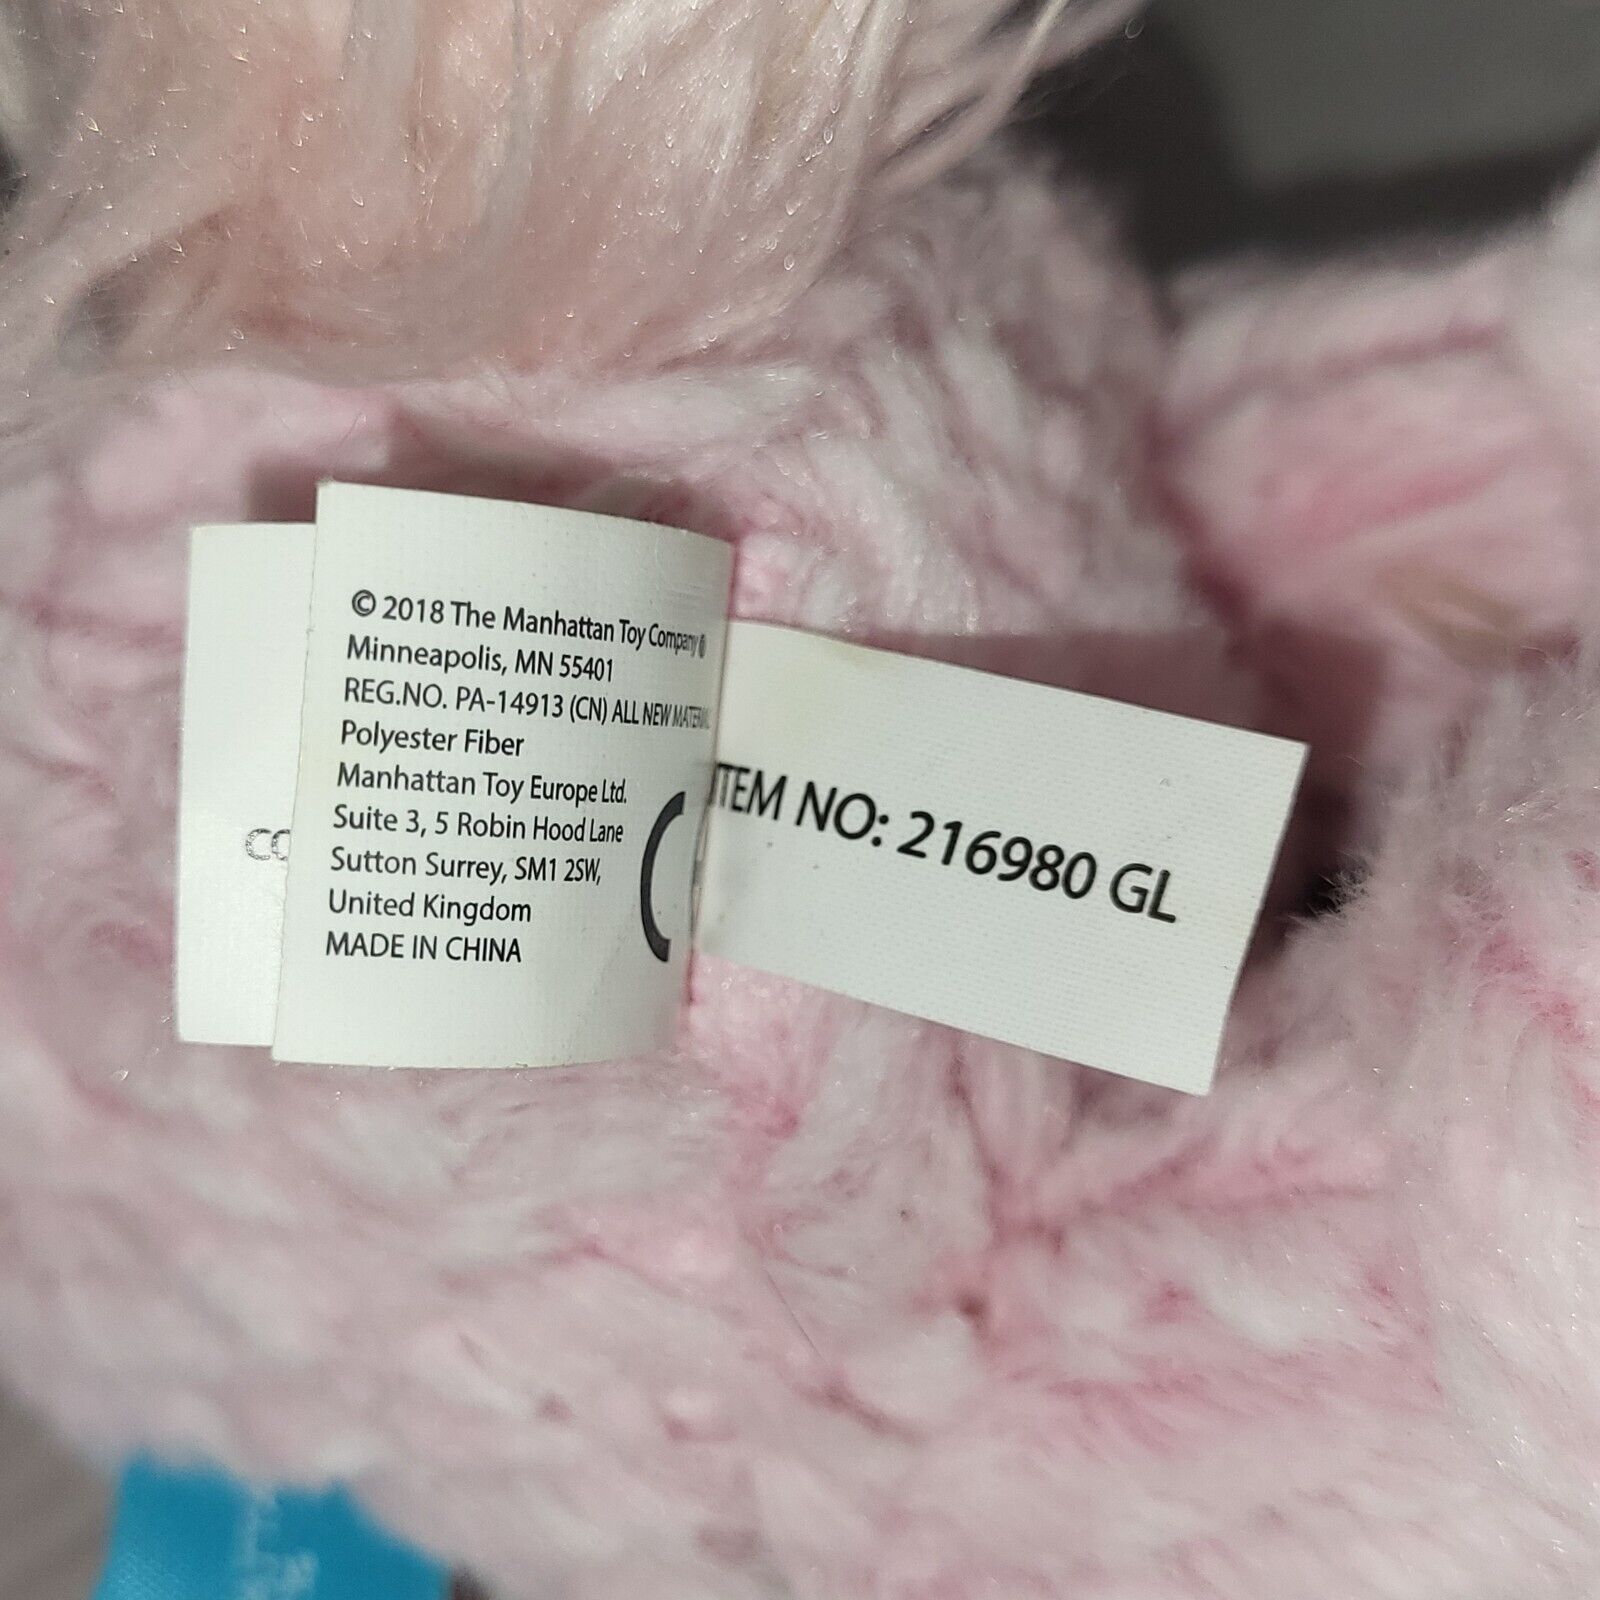 © 2018 The Manhattan Toy Company®
Minneapolis, MN 55401
REG.NO. PA-14913 (CN) ALL NEW MATERIAL
Polyester Fiber
Manhattan Toy Europe Ltd.
Suite 3, 5 Robin Hood Lane
Sutton Surrey, SM1 2SW,
United Kingdom
MADE IN CHINA
ITEM NO: 216980 GL